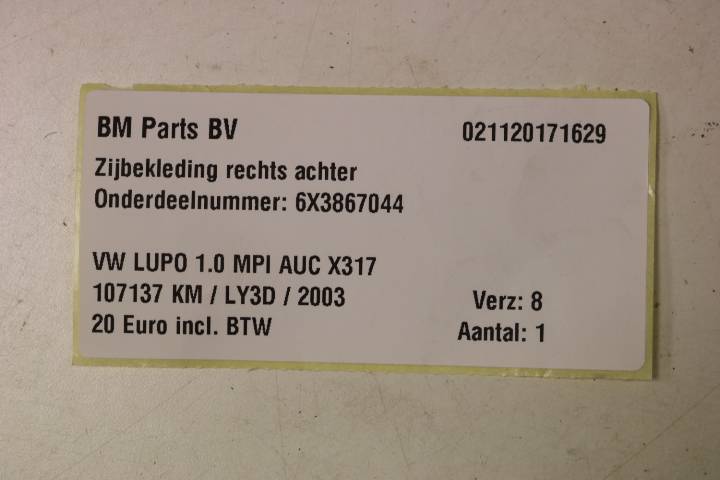 BM Parts BV 021120171629
Zijbekleding rechts achter
Onderdeelnummer: 6X3867044
VW LUPO 1.0 MPI AUC X317
107137 KM / LY3D / 2003 Verz: 8
20 Euro incl. BTW Aantal: 1